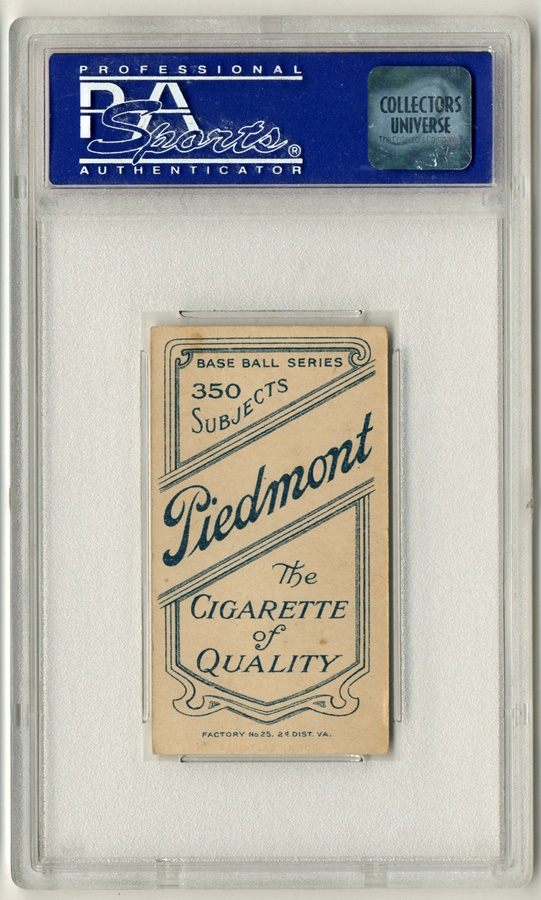 PROFESSIONAL
PSA
Sports®
AUTHENTICATOR
COLLECTORS
UNIVERSE
BASE BALL SERIES
350
SUBJECTS
Piedmont
The
CIGARETTE
of
QUALITY
FACTORY No 25. 2d DIST. VA.